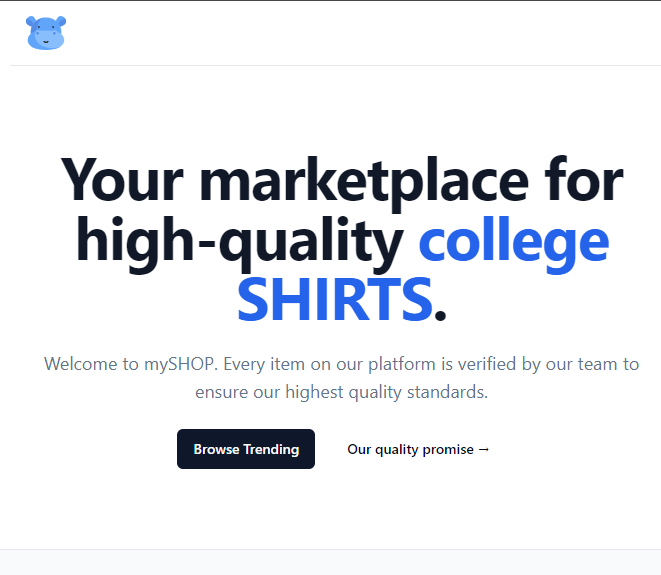 Your marketplace for
high-quality college
SHIRTS.
Welcome to mySHOP. Every item on our platform is verified by our team to
ensure our highest quality standards.
Browse Trending
Our quality promise →